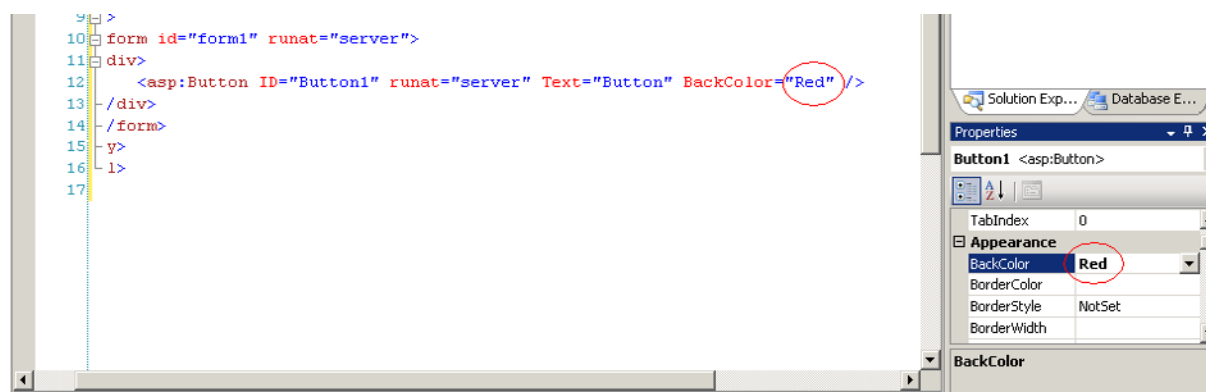 9 >
10 form id="form1" runat="server">
11 div>
12 <asp:Button ID="Button1" runat="server" Text="Button" BackColor="Red" />
13 /div>
14 /form>
15 y>
16 l>
17
Solution Exp... Database E...
Properties
Button1 <asp:Button>
TabIndex 0
Appearance
BackColor Red
BorderColor
BorderStyle NotSet
BorderWidth
BackColor